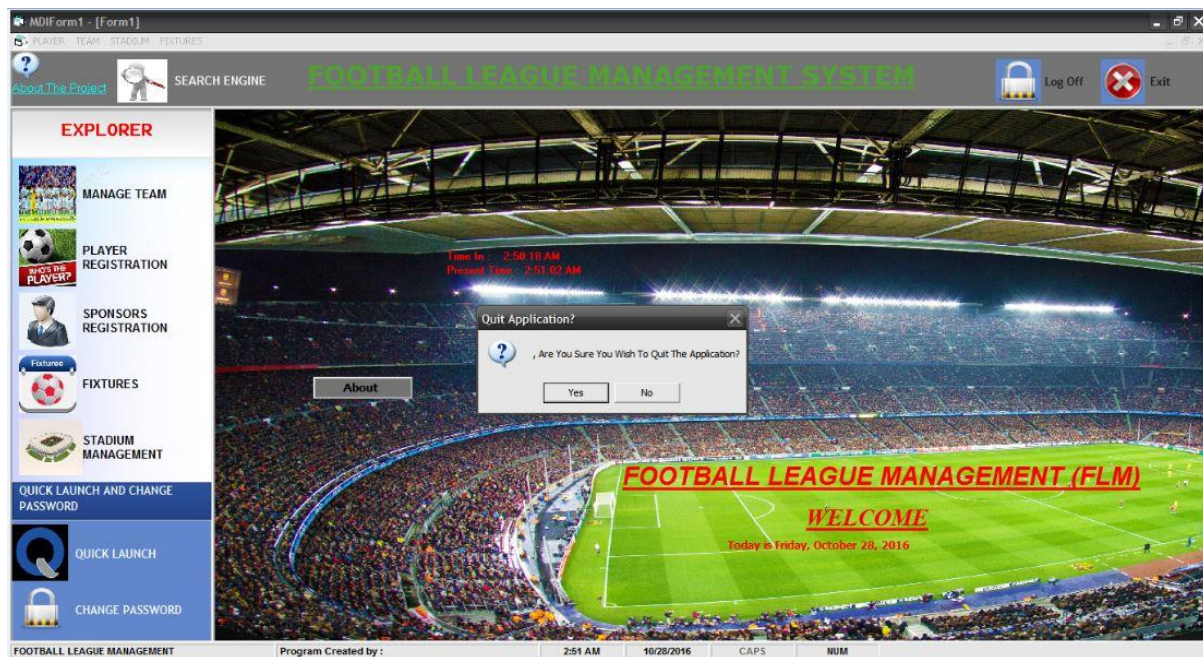 MDIForm1 - [Form1]
PLAYER TEAM STADIUM FIXTURES
About The Project
SEARCH ENGINE
FOOTBALL LEAGUE MANAGEMENT SYSTEM
Log Off
Exit
EXPLORER
MANAGE TEAM
WHO'S THE
PLAYER?
PLAYER
REGISTRATION
SPONSORS
REGISTRATION
Fixtures
FIXTURES
STADIUM
MANAGEMENT
QUICK LAUNCH AND CHANGE
PASSWORD
QUICK LAUNCH
CHANGE PASSWORD
Time In : 2:50:18 AM
Present Time : 2:51:02 AM
Quit Application?
, Are You Sure You Wish To Quit The Application?
Yes No
About
FOOTBALL LEAGUE MANAGEMENT (FLM)
WELCOME
Today is Friday, October 28, 2016
FOOTBALL LEAGUE MANAGEMENT Program Created by : 2:51 AM 10/28/2016 CAPS NUM